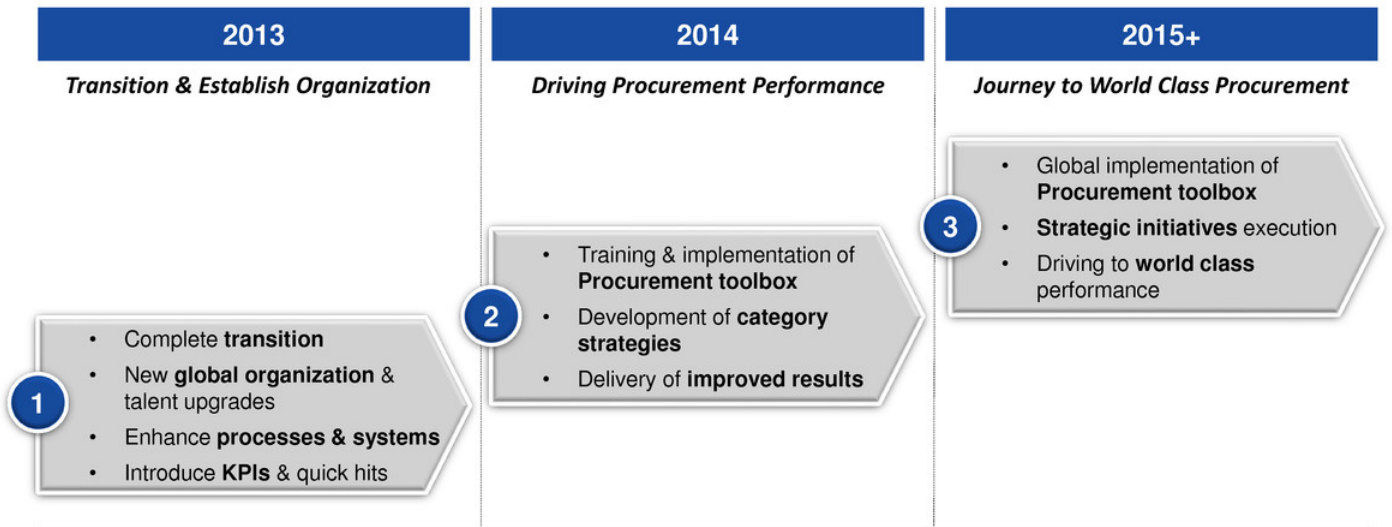 2013
Transition & Establish Organization
1
• Complete transition
• New global organization &
talent upgrades
• Enhance processes & systems
• Introduce KPIs & quick hits
2014
Driving Procurement Performance
2
• Training & implementation of
Procurement toolbox
• Development of category
strategies
• Delivery of improved results
2015+
Journey to World Class Procurement
3
• Global implementation of
Procurement toolbox
• Strategic initiatives execution
• Driving to world class
performance